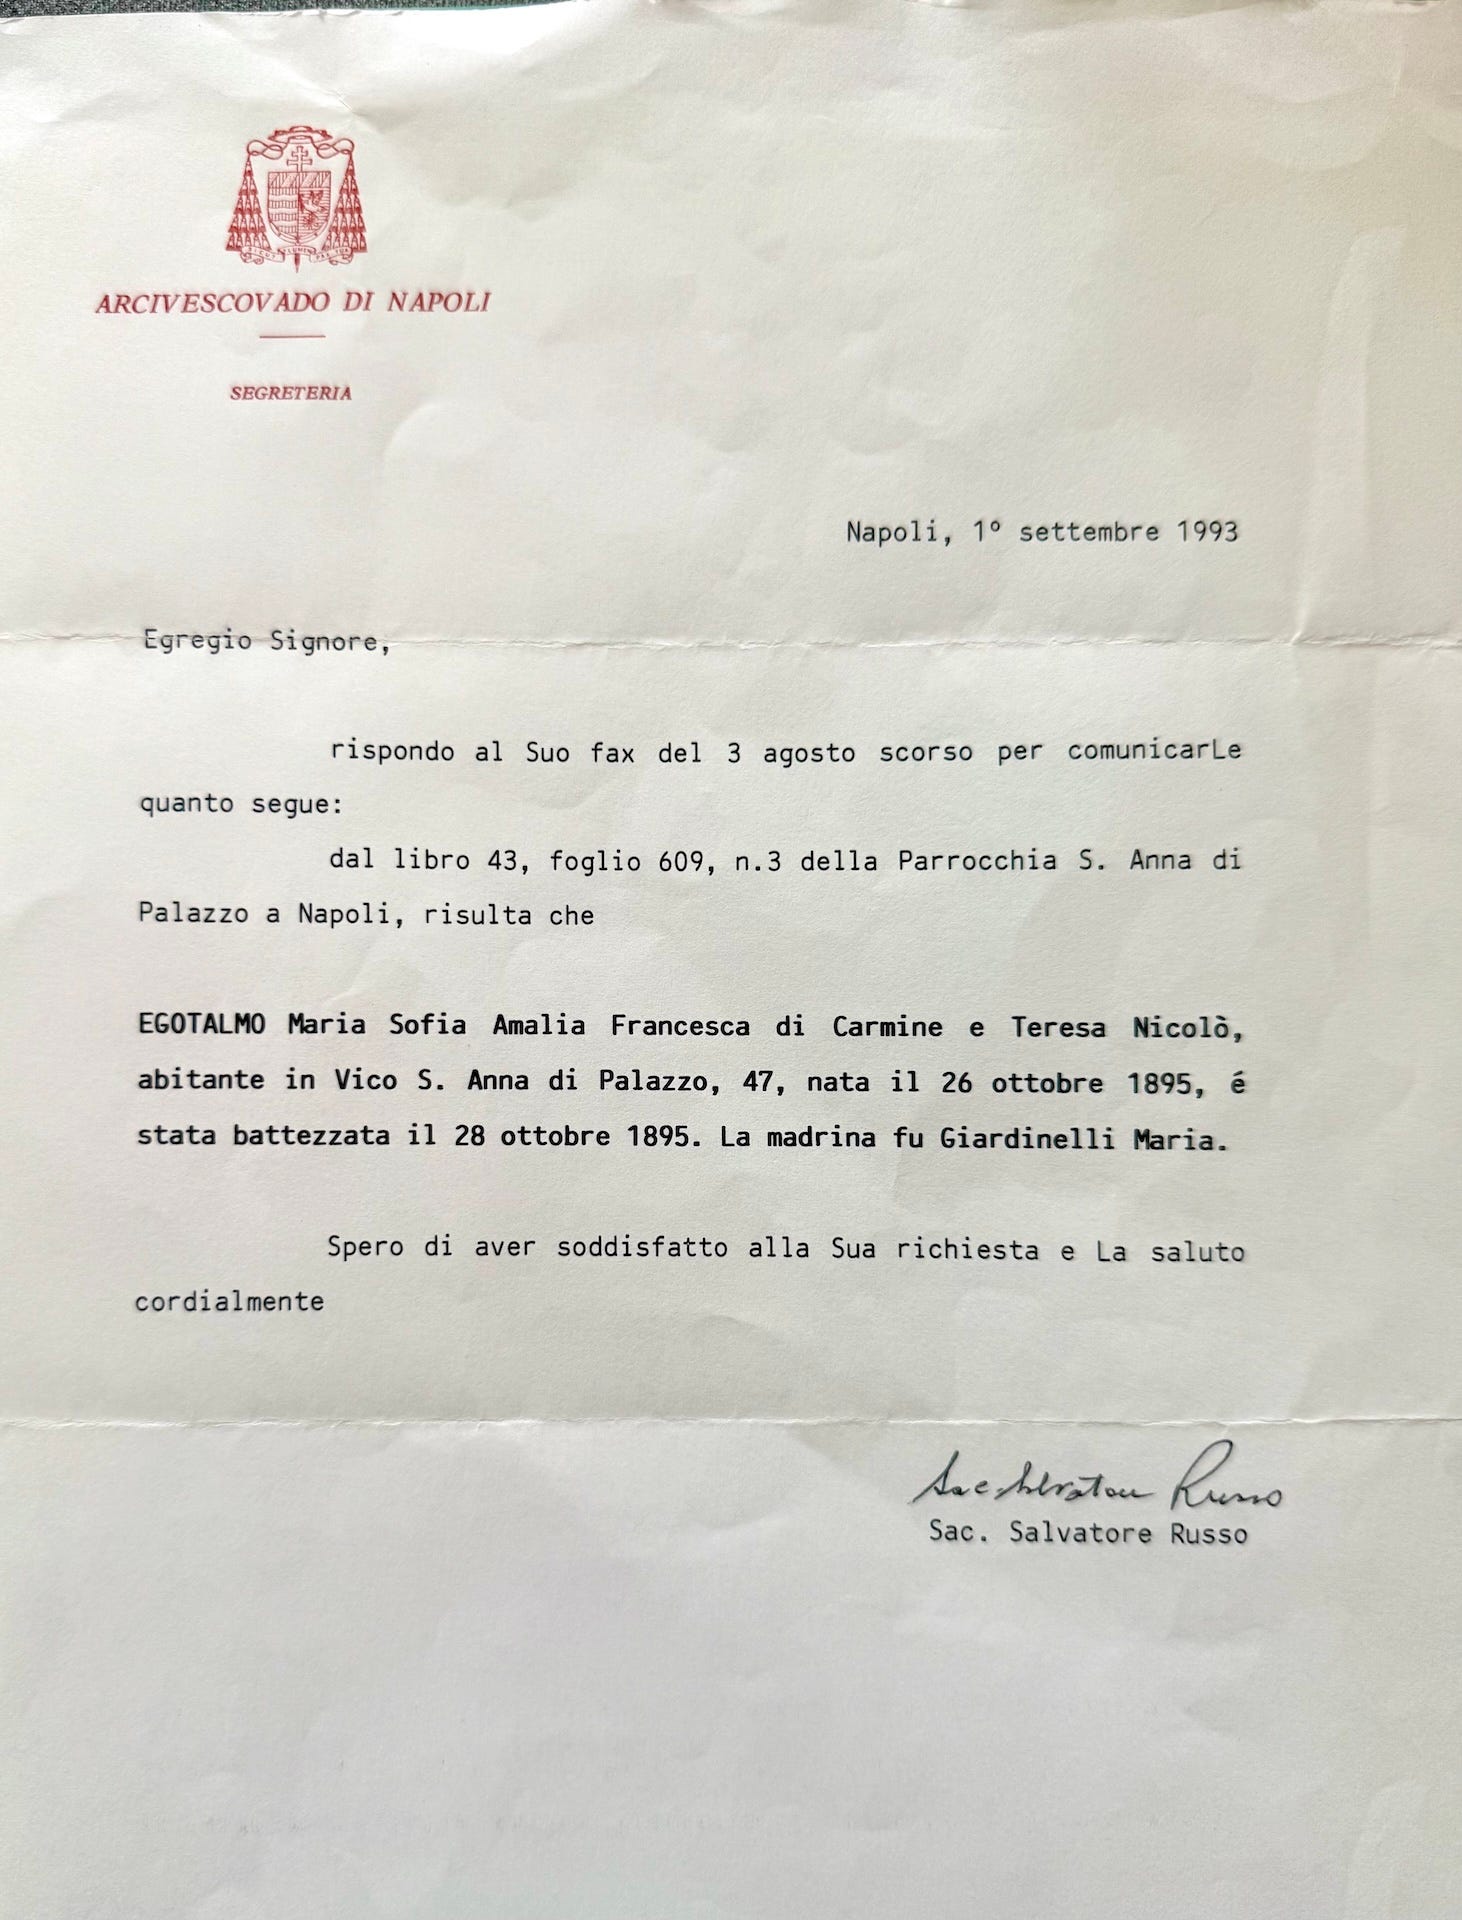 ARCIVESCOVADO DI NAPOLI
SEGRETERIA
Napoli, 1º settembre 1993
Egregio Signore,
rispondo al Suo fax del 3 agosto scorso per comunicarLe
quanto segue:
dal libro 43, foglio 609, n.3 della Parrocchia S. Anna di
Palazzo a Napoli, risulta che
EGOTALMO Maria Sofia Amalia Francesca di Carmine e Teresa Nicolò,
abitante in Vico S. Anna di Palazzo, 47, nata il 26 ottobre 1895, é
stata battezzata il 28 ottobre 1895. La madrina fu Giardinelli Maria.
Spero di aver soddisfatto alla Sua richiesta e La saluto
cordialmente
Sac. Salvatore Russo
Sac. Salvatore Russo